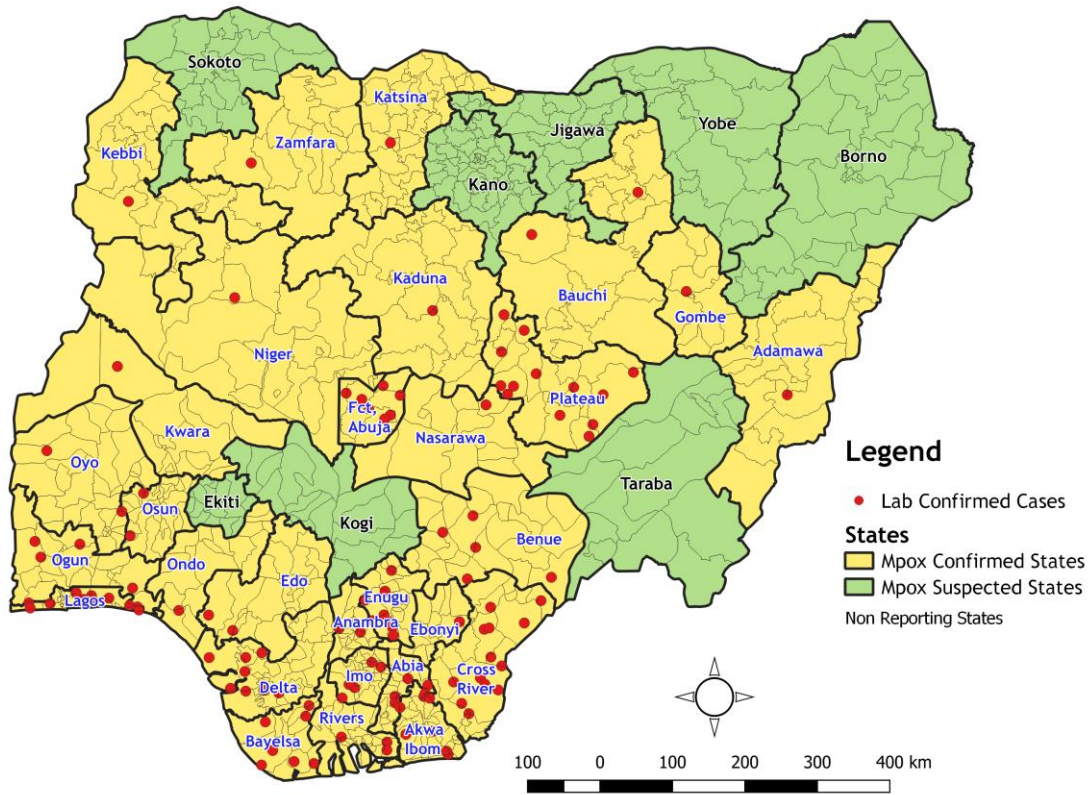 Sokoto
Katsina
Jigawa
Yobe
Borno
Kebbi
Zamfara
Kano
Kaduna
Bauchi
Gombe
Adamawa
Niger
Fct,
Abuja
Plateau
Nasarawa
Kwara
Oyo
Taraba
Osun
Ekiti
Kogi
Benue
Ogun
Ondo
Edo
Lagos
Enugu
Anambra
Ebonyi
Imo
Abia
Cross
River
Delta
Rivers
Akwa
Ibom
Bayelsa
Legend
Lab Confirmed Cases
States
Mpox Confirmed States
Mpox Suspected States
Non Reporting States
100 0 100 200 300 400 km